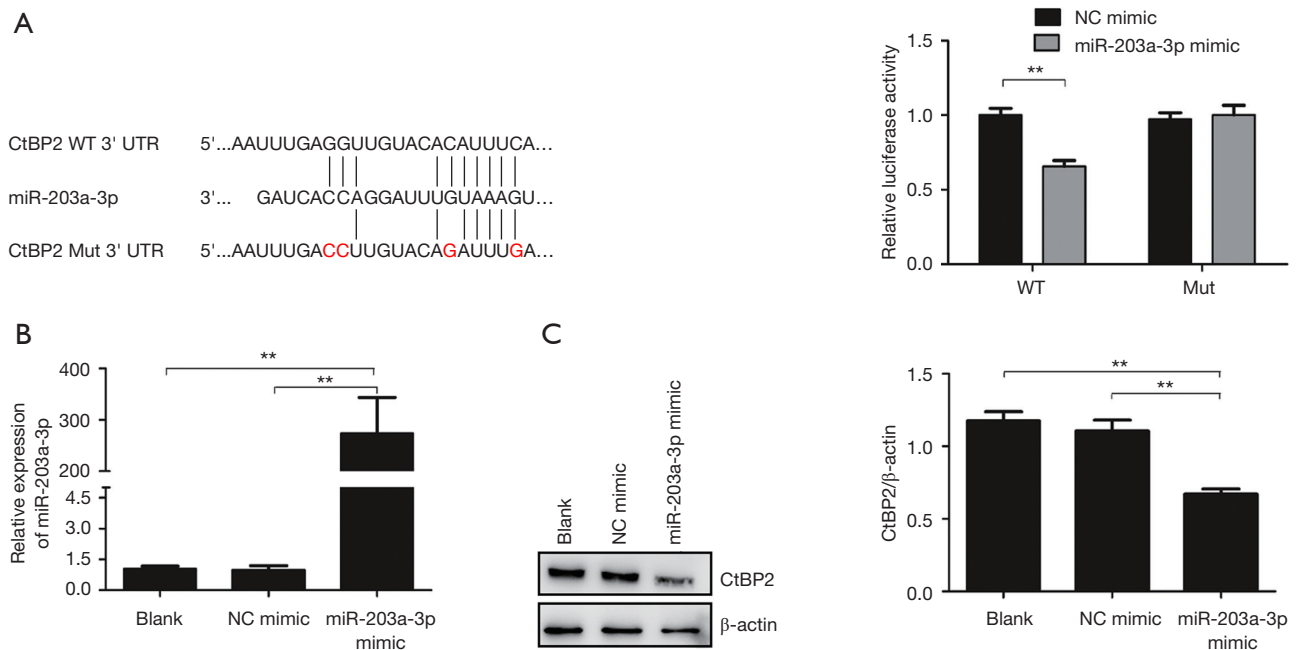 A
CtBP2 WT 3' UTR 5'...AAUUUGAGGUUGUACACAUUUCA...
miR-203a-3p 3'... GAUCACCAGGAUUUGUAAAGU...
CtBP2 Mut 3' UTR 5'...AAUUUGACCUUGUACAGAUUUGA...
NC mimic
miR-203a-3p mimic
Relative luciferase activity
1.5
1.0
0.5
0.0
**
WT Mut
B
Relative expression
of miR-203a-3p
400
300
200
4.5
3.0
1.5
0.0
**
**
Blank NC mimic miR-203a-3p
mimic
C
Blank
NC mimic
miR-203a-3p mimic
CtBP2
β-actin
CtBP2/β-actin
1.5
1.0
0.5
0.0
**
**
Blank NC mimic miR-203a-3p
mimic